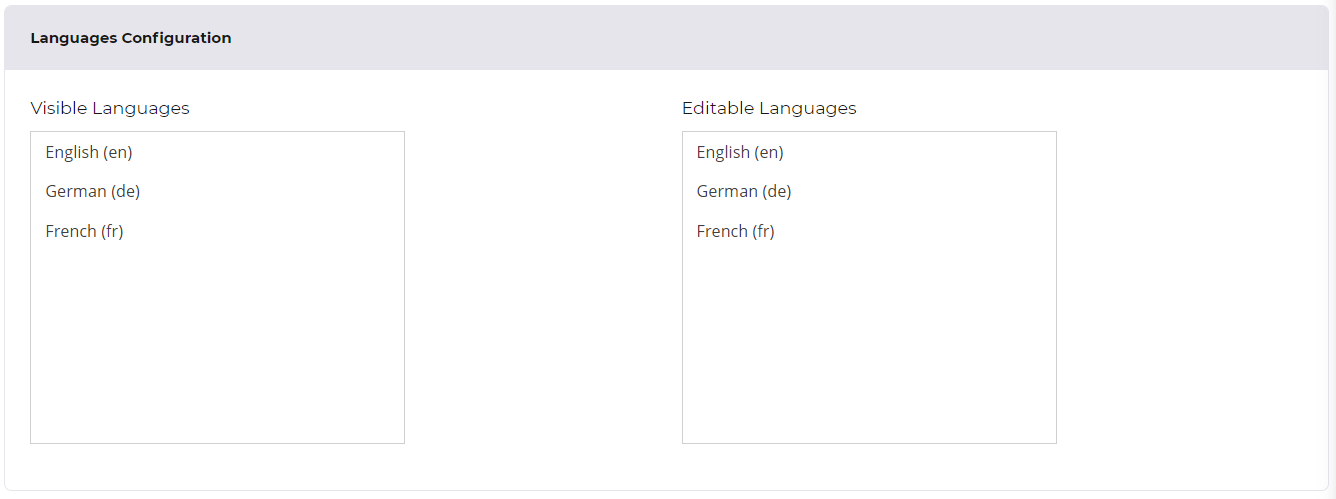 Languages Configuration
Visible Languages
English (en)
German (de)
French (fr)
Editable Languages
English (en)
German (de)
French (fr)